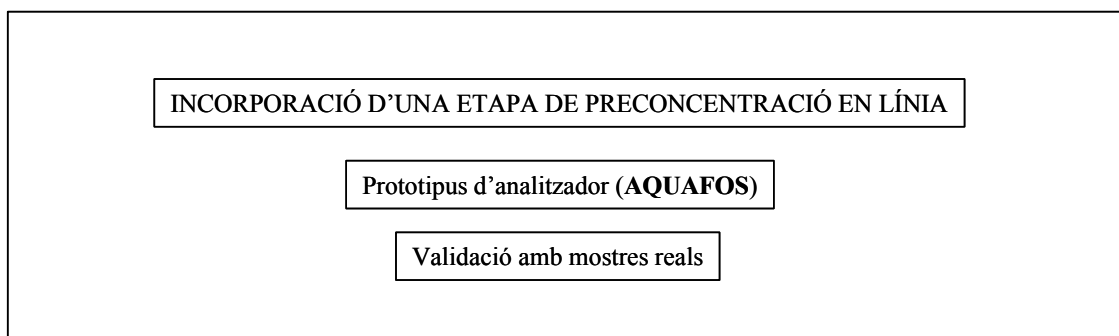 INCORPORACIÓ D'UNA ETAPA DE PRECONCENTRACIÓ EN LÍNIA
Prototipus d'analitzador (AQUAFOS)
Validació amb mostres reals